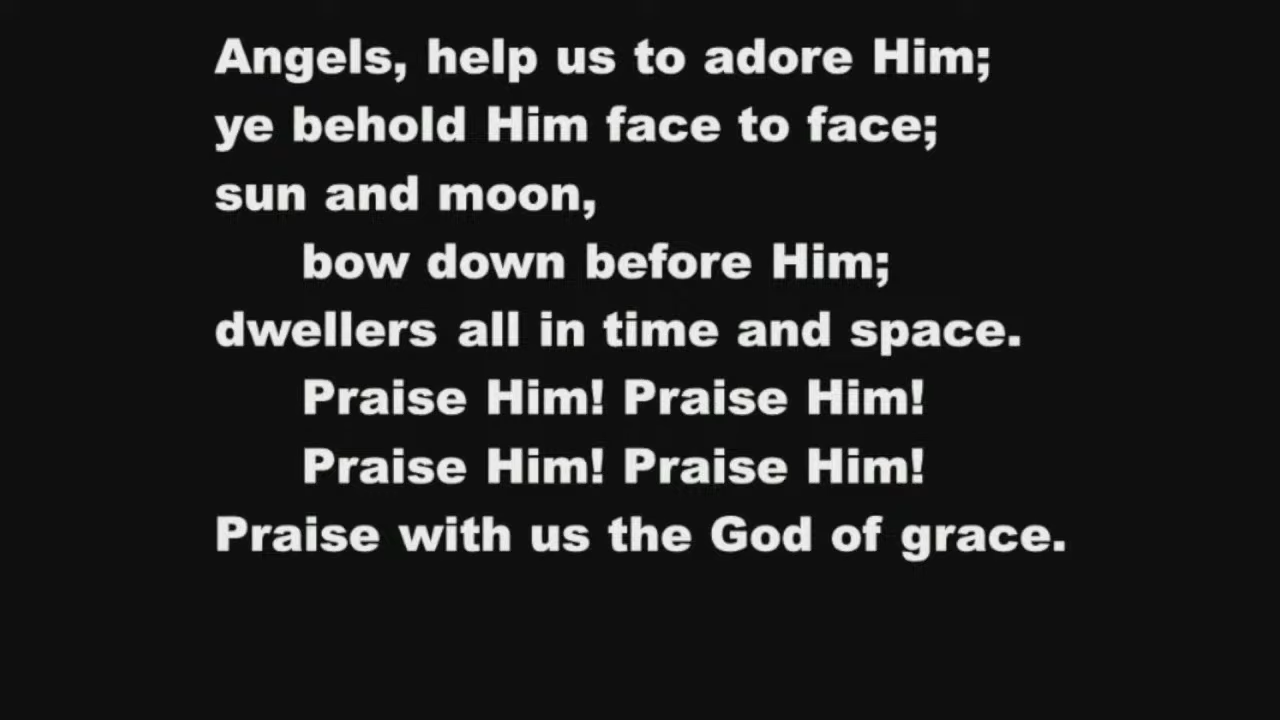 Angels, help us to adore Him;
ye behold Him face to face;
sun and moon,
bow down before Him;
dwellers all in time and space.
Praise Him! Praise Him!
Praise Him! Praise Him!
Praise with us the God of grace.